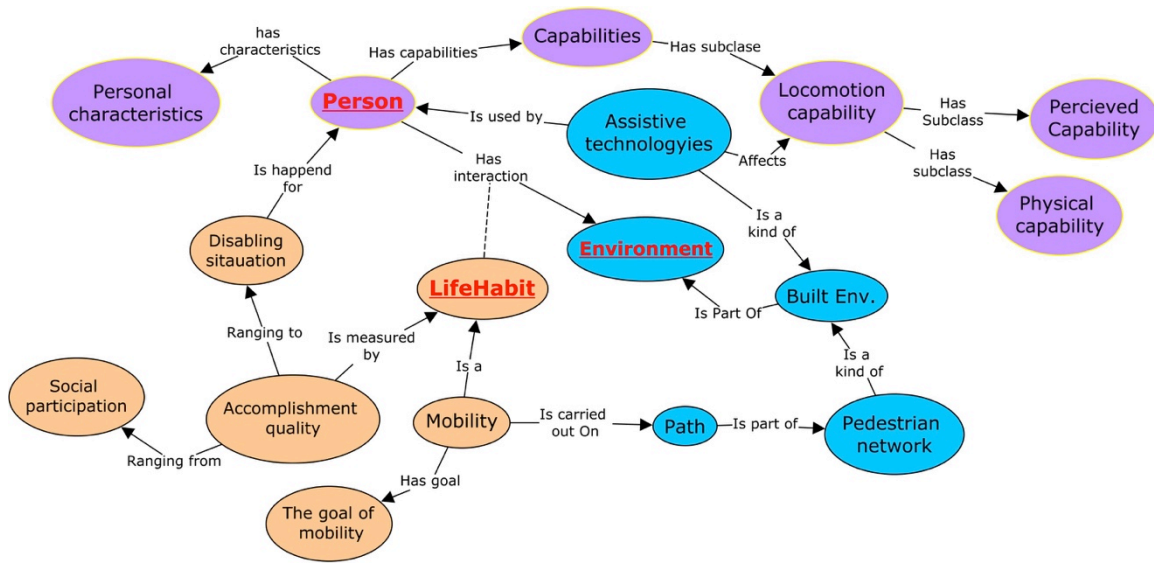 has
characteristics
Has capabilities
Capabilities
Has subclase
Personal
characteristics
Person
Is used by
Assistive
technologyies
Locomotion
capability
Has
Subclass
Percieved
Capability
Affects
Has
subclass
Physical
capability
Is happend
for
Has
interaction
Is a
kind of
Disabling
sitauation
Environment
LifeHabit
Built Env.
Is Part Of
Ranging to
Is measured
by
Is a
Is a
kind of
Social
participation
Accomplishment
quality
Mobility
Is carried
out On
Path
Is part of
Pedestrian
network
Ranging from
Has goal
The goal of
mobility